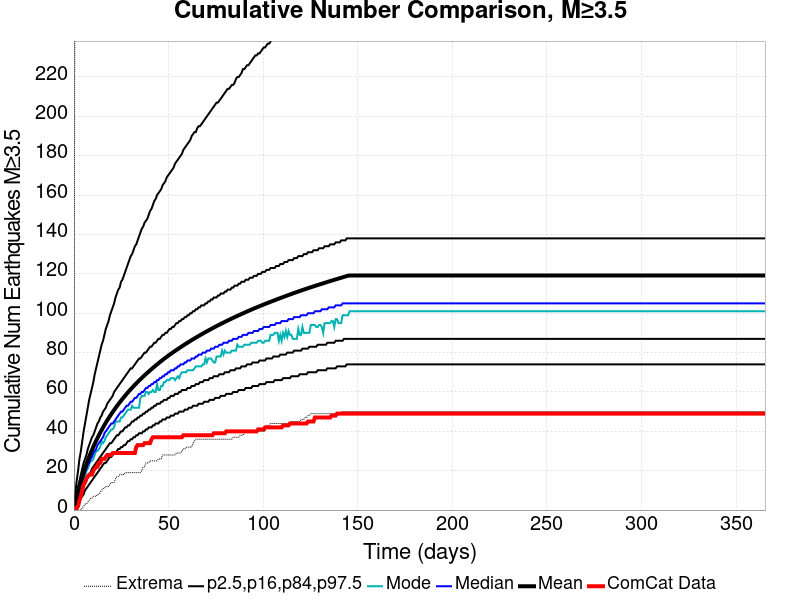 Cumulative Number Comparison, M≥3.5
Cumulative Num Earthquakes M≥3.5
220
200
180
160
140
120
100
80
60
40
20
0
0 50 100 150 200 250 300 350
Time (days)
Extrema p2.5,p16,p84,p97.5 Mode Median Mean ComCat Data